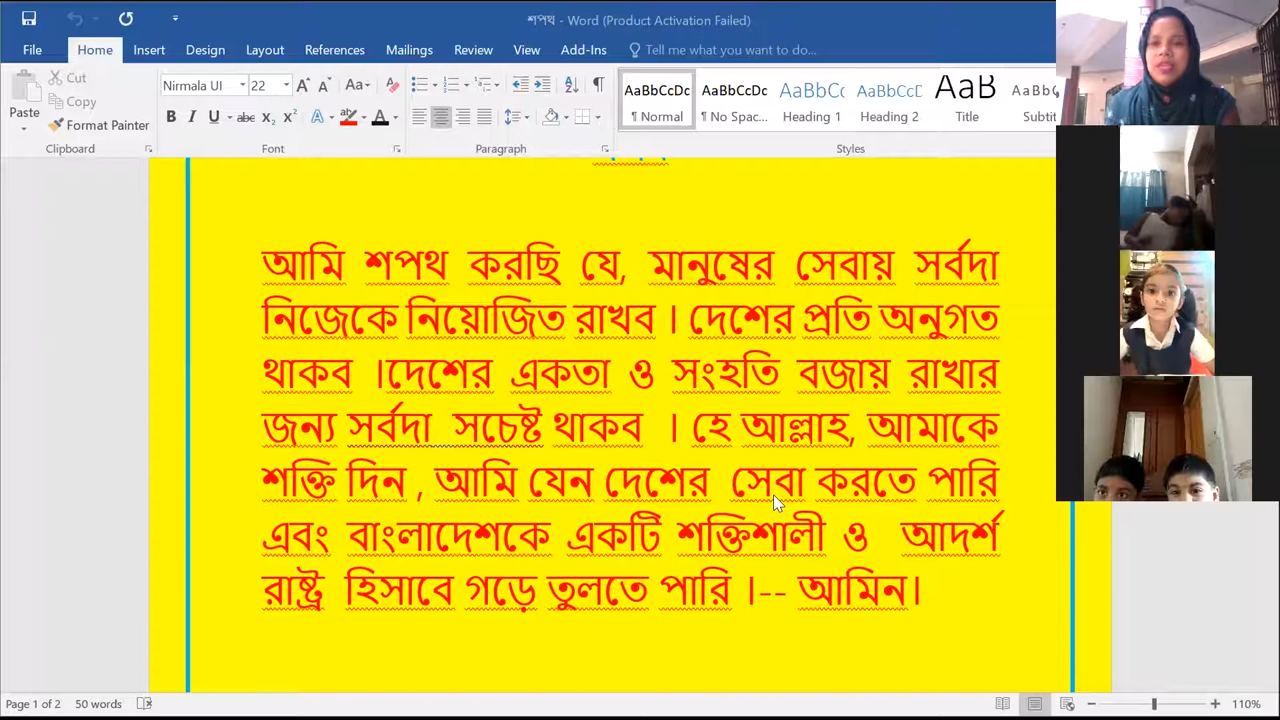 শপথ - Word (Product Activation Failed)
File Home Insert Design Layout References Mailings Review View Add-Ins Tell me what you want to do...
Paste
Cut
Copy
Format Painter
Nirmala UI 22
AaBbCcDc AaBbCcDc AaBbCcC AaBbCcD AaB
¶ Normal ¶ No Spac... Heading 1 Heading 2 Title Subtit
Clipboard Font Paragraph Styles
আমি শপথ করছি যে, মানুষের সেবায় সর্বদা
নিজেকে নিয়োজিত রাখব । দেশের প্রতি অনুগত
থাকব ।দেশের একতা ও সংহতি বজায় রাখার
জন্য সর্বদা সচেষ্ট থাকব । হে আল্লাহ, আমাকে
শক্তি দিন , আমি যেন দেশের সেবা করতে পারি
এবং বাংলাদেশকে একটি শক্তিশালী ও আদর্শ
রাষ্ট্র হিসাবে গড়ে তুলতে পারি ।-- আমিন।
Page 1 of 2 50 words 110%